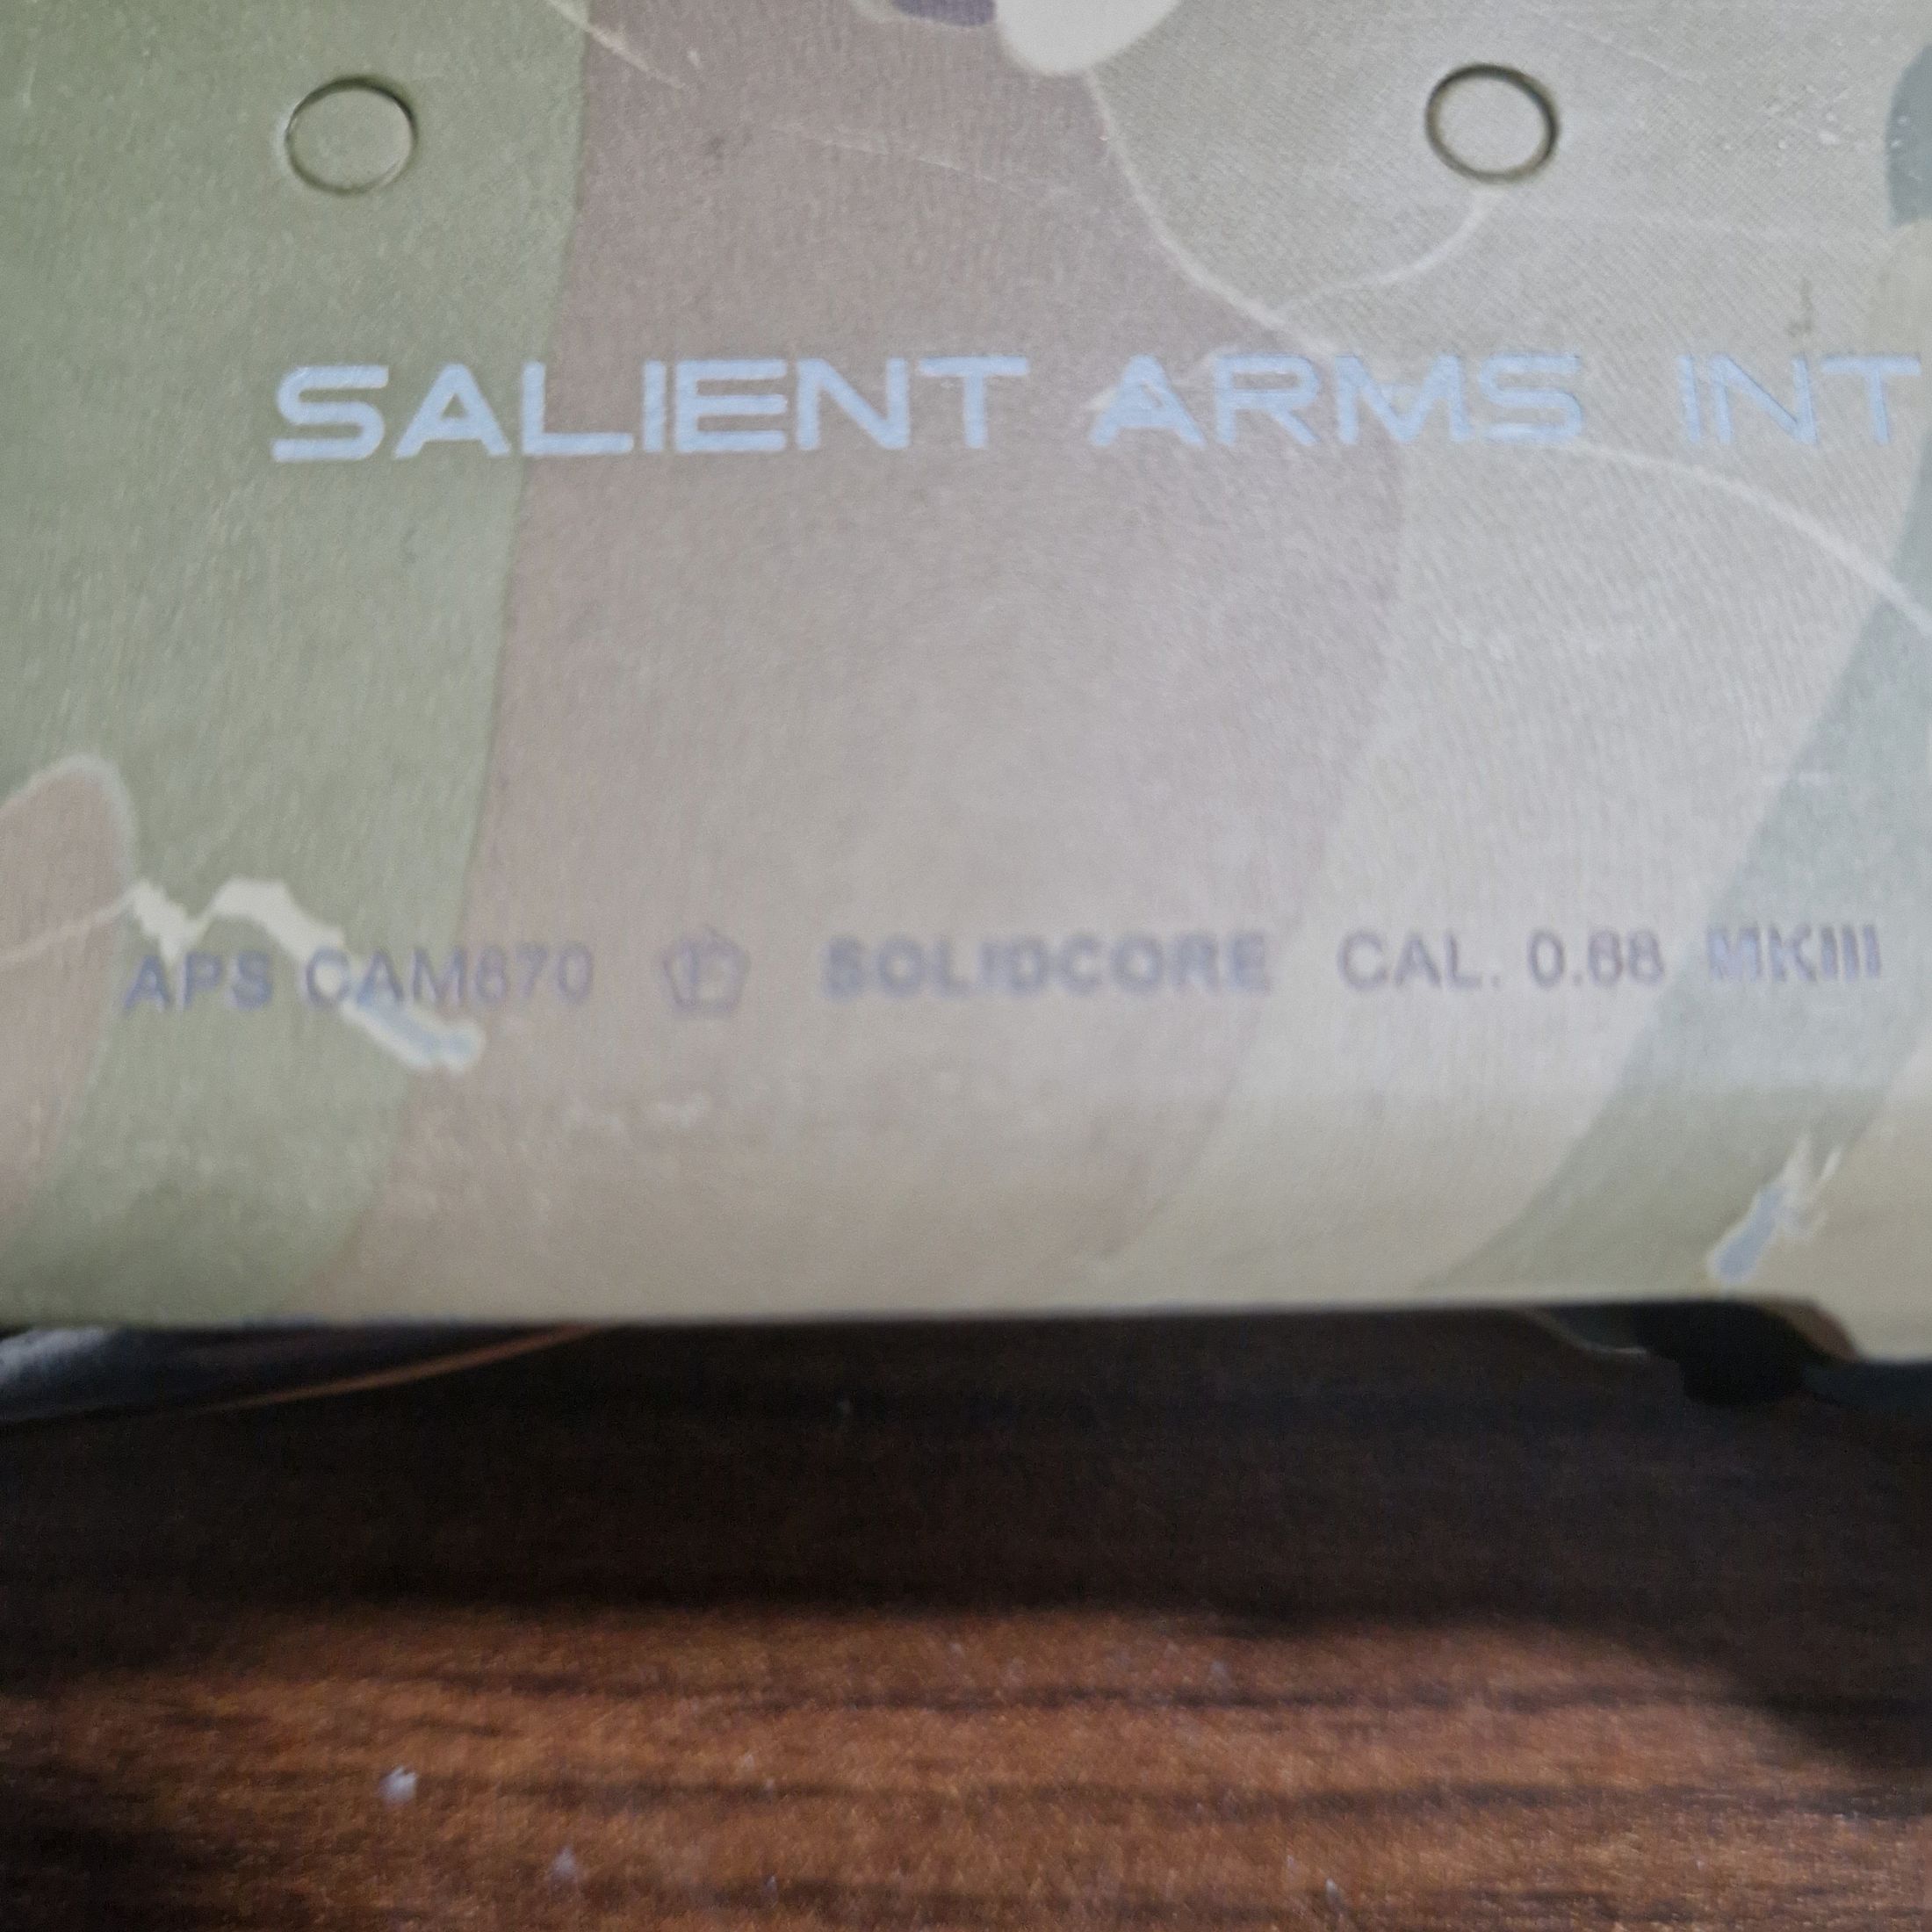 SALIENT ARMS INT
APS CAM870 F SOLIDCORE CAL. 0.68 MKIII